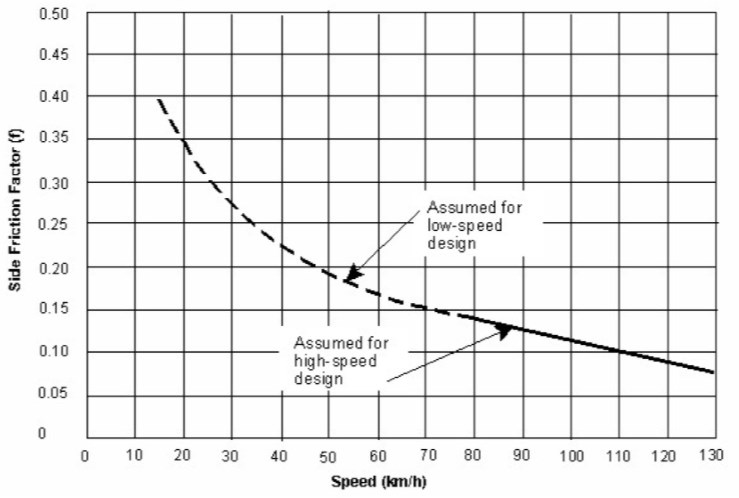 0.50
0.45
0.40
0.35
0.30
0.25
0.20
0.15
0.10
0.05
0
Side Friction Factor (f)
Assumed for
low-speed
design
Assumed for
high-speed
design
0 10 20 30 40 50 60 70 80 90 100 110 120 130
Speed (km/h)